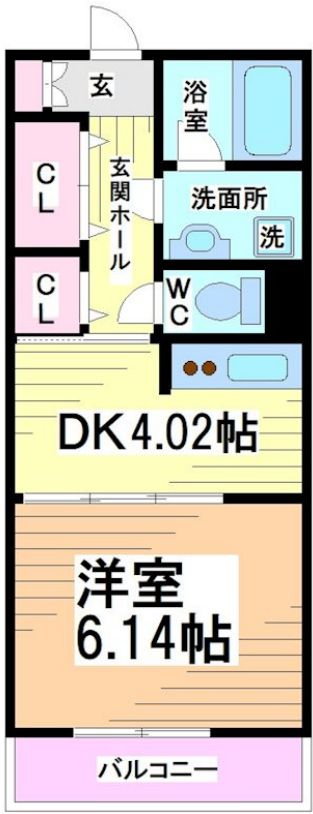 玄
浴室
CL
玄関ホール
洗面所
洗
CL
WC
DK4.02帖
洋室
6.14帖
バルコニー